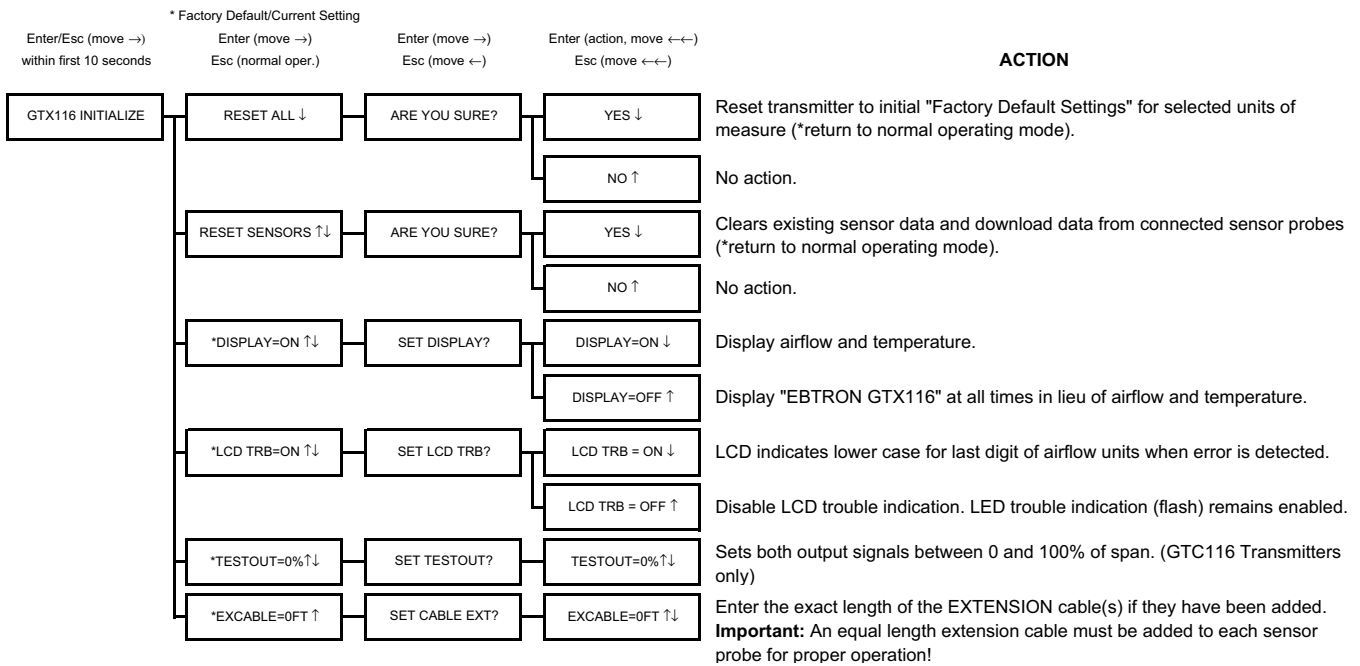 * Factory Default/Current Setting
Enter/Esc (move →)
within first 10 seconds
Enter (move →)
Esc (normal oper.)
Enter (move →)
Esc (move ←)
Enter (action, move ←←)
Esc (move ←←)
ACTION
GTX116 INITIALIZE
RESET ALL ↓
ARE YOU SURE?
YES ↓
Reset transmitter to initial "Factory Default Settings" for selected units of
measure (*return to normal operating mode).
NO ↑
No action.
RESET SENSORS ↑↓
ARE YOU SURE?
YES ↓
Clears existing sensor data and download data from connected sensor probes
(*return to normal operating mode).
NO ↑
No action.
*DISPLAY=ON ↑↓
SET DISPLAY?
DISPLAY=ON ↓
Display airflow and temperature.
DISPLAY=OFF ↑
Display "EBTRON GTX116" at all times in lieu of airflow and temperature.
*LCD TRB=ON ↑↓
SET LCD TRB?
LCD TRB = ON ↓
LCD indicates lower case for last digit of airflow units when error is detected.
LCD TRB = OFF ↑
Disable LCD trouble indication. LED trouble indication (flash) remains enabled.
*TESTOUT=0%↑↓
SET TESTOUT?
TESTOUT=0%↑↓
Sets both output signals between 0 and 100% of span. (GTC116 Transmitters
only)
*EXCABLE=0FT ↑
SET CABLE EXT?
EXCABLE=0FT ↑↓
Enter the exact length of the EXTENSION cable(s) if they have been added.
Important: An equal length extension cable must be added to each sensor
probe for proper operation!